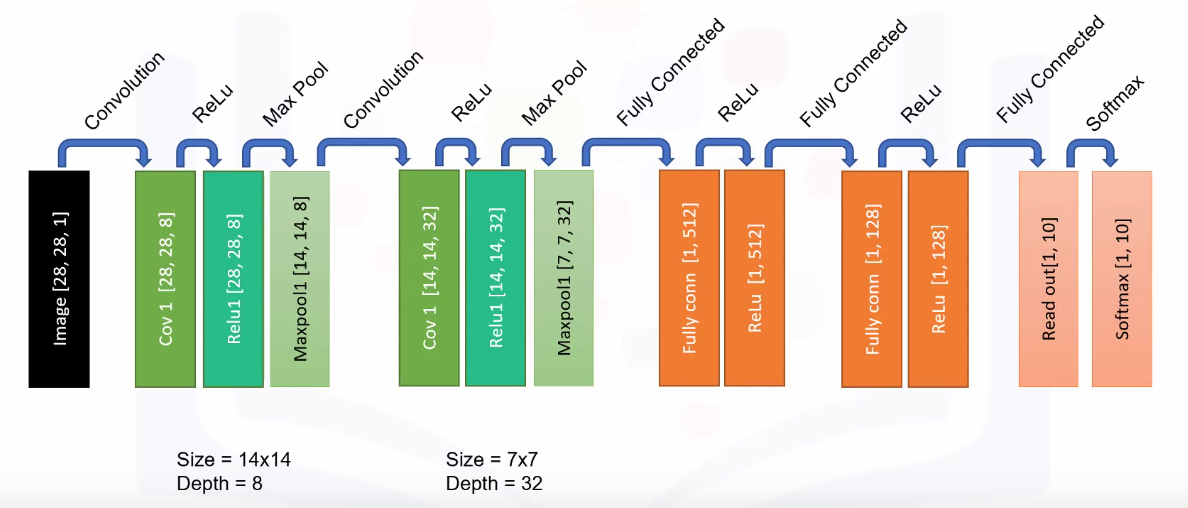 Convolution
ReLu
Max Pool
Convolution
ReLu
Max Pool
Fully Connected
ReLu
Fully Connected
ReLu
Fully Connected
Softmax
Image [28, 28, 1]
Cov 1 [28, 28, 8]
Relu1 [28, 28, 8]
Maxpool1 [14, 14, 8]
Cov 1 [14, 14, 32]
Relu1 [14, 14, 32]
Maxpool1 [7, 7, 32]
Fully conn [1, 512]
ReLu [1, 512]
Fully conn [1, 128]
ReLu [1, 128]
Read out[1, 10]
Softmax [1, 10]
Size = 14x14
Depth = 8
Size = 7x7
Depth = 32